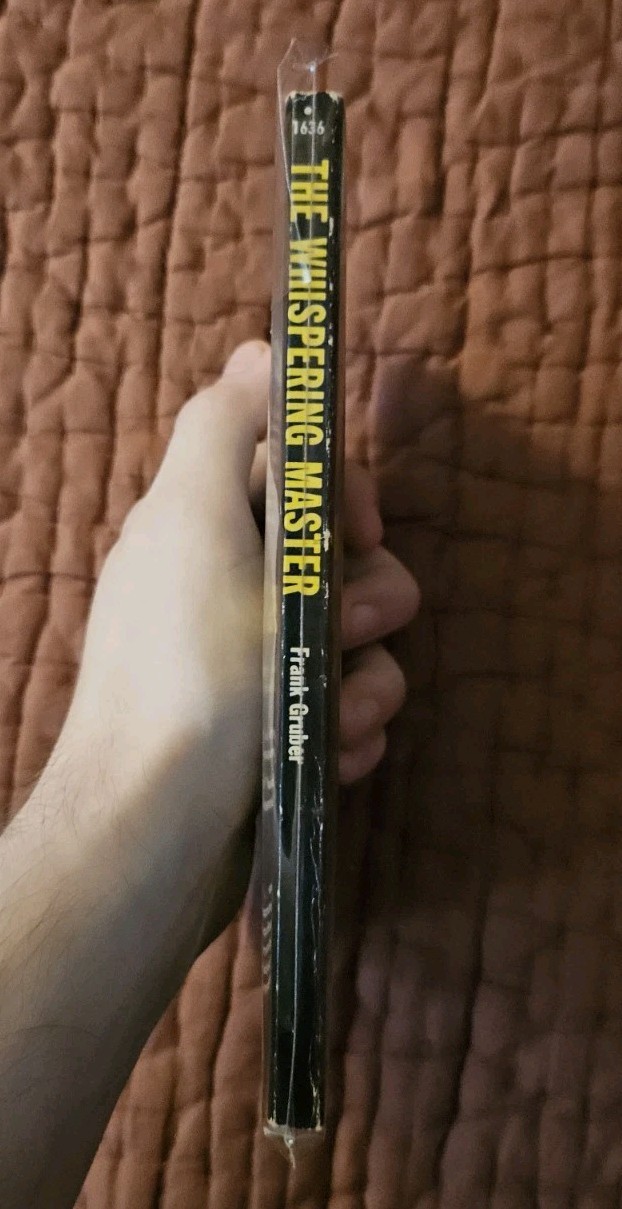 1636
THE WHISPERING MASTER
Frank Gruber